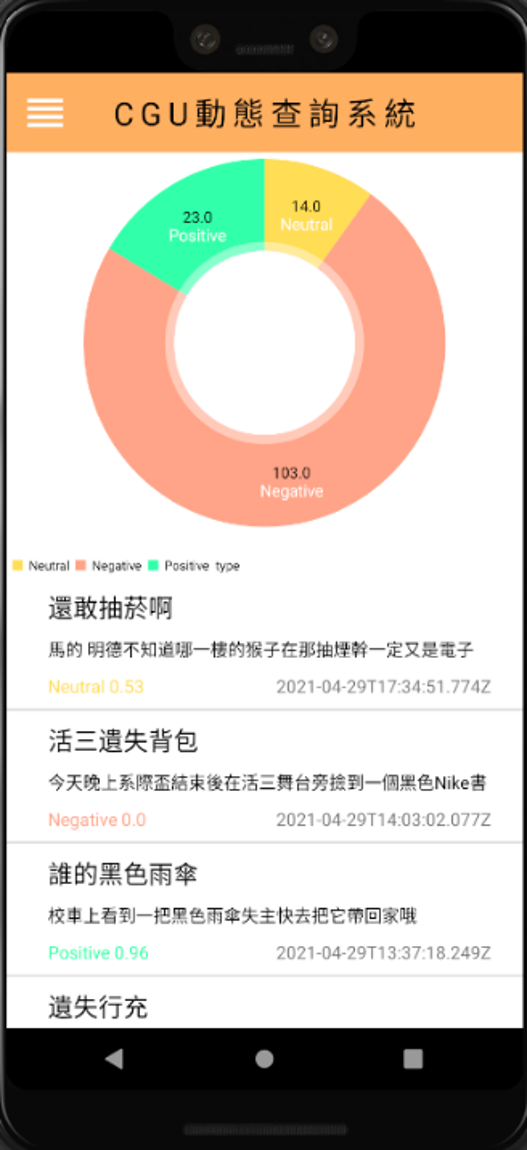 CGU動態查詢系統
14.0
Neutral
23.0
Positive
103.0
Negative
Neutral Negative Positive type
還敢抽菸啊
馬的 明德不知道哪一樓的猴子在那抽煙幹一定又是電子
Neutral 0.53 2021-04-29T17:34:51.774Z
活三遺失背包
今天晚上系際盃結束後在活三舞台旁撿到一個黑色Nike書
Negative 0.0 2021-04-29T14:03:02.077Z
誰的黑色雨傘
校車上看到一把黑色雨傘失主快去把它帶回家哦
Positive 0.96 2021-04-29T13:37:18.249Z
遺失行充